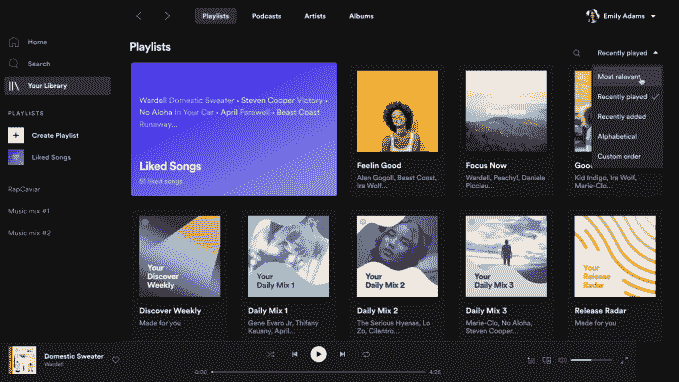 Playlists
Podcasts
Artists
Albums
Emily Adams
Home
Search
Your Library
PLAYLISTS
Create Playlist
Liked Songs
RapCaviar
Music mix #1
Music mix #2
Playlists
Recently played
Most relevant
Recently played
Recently added
Alphabetical
Custom order
Wardell Domestic Sweater • Steven Cooper Victory •
No Aloha In Your Car • April Farewell • Beast Coast
Runaway...
Liked Songs
51 liked songs
Feelin Good
Alan Gogoll, Beast Coast,
Ira Wolf...
Focus Now
Wardell, Peachy!, Daniele
Kid Indigo, Ira Wolf,
Marie-Clo...
Your
Discover
Weekly
Discover Weekly
Made for you
Your
Daily Mix 1
Daily Mix 1
Gene Evaro Jr, Thifany
Kauany, April...
Your
Daily Mix 2
Daily Mix 2
The Serious Hyenas, Lo
Zo, Cilantro...
Your
Daily Mix 3
Daily Mix 3
Marie-Clo, No Aloha,
Steven Cooper...
Your
Release
Radar
Release Radar
Made for you
Domestic Sweater
Wardell
0:00